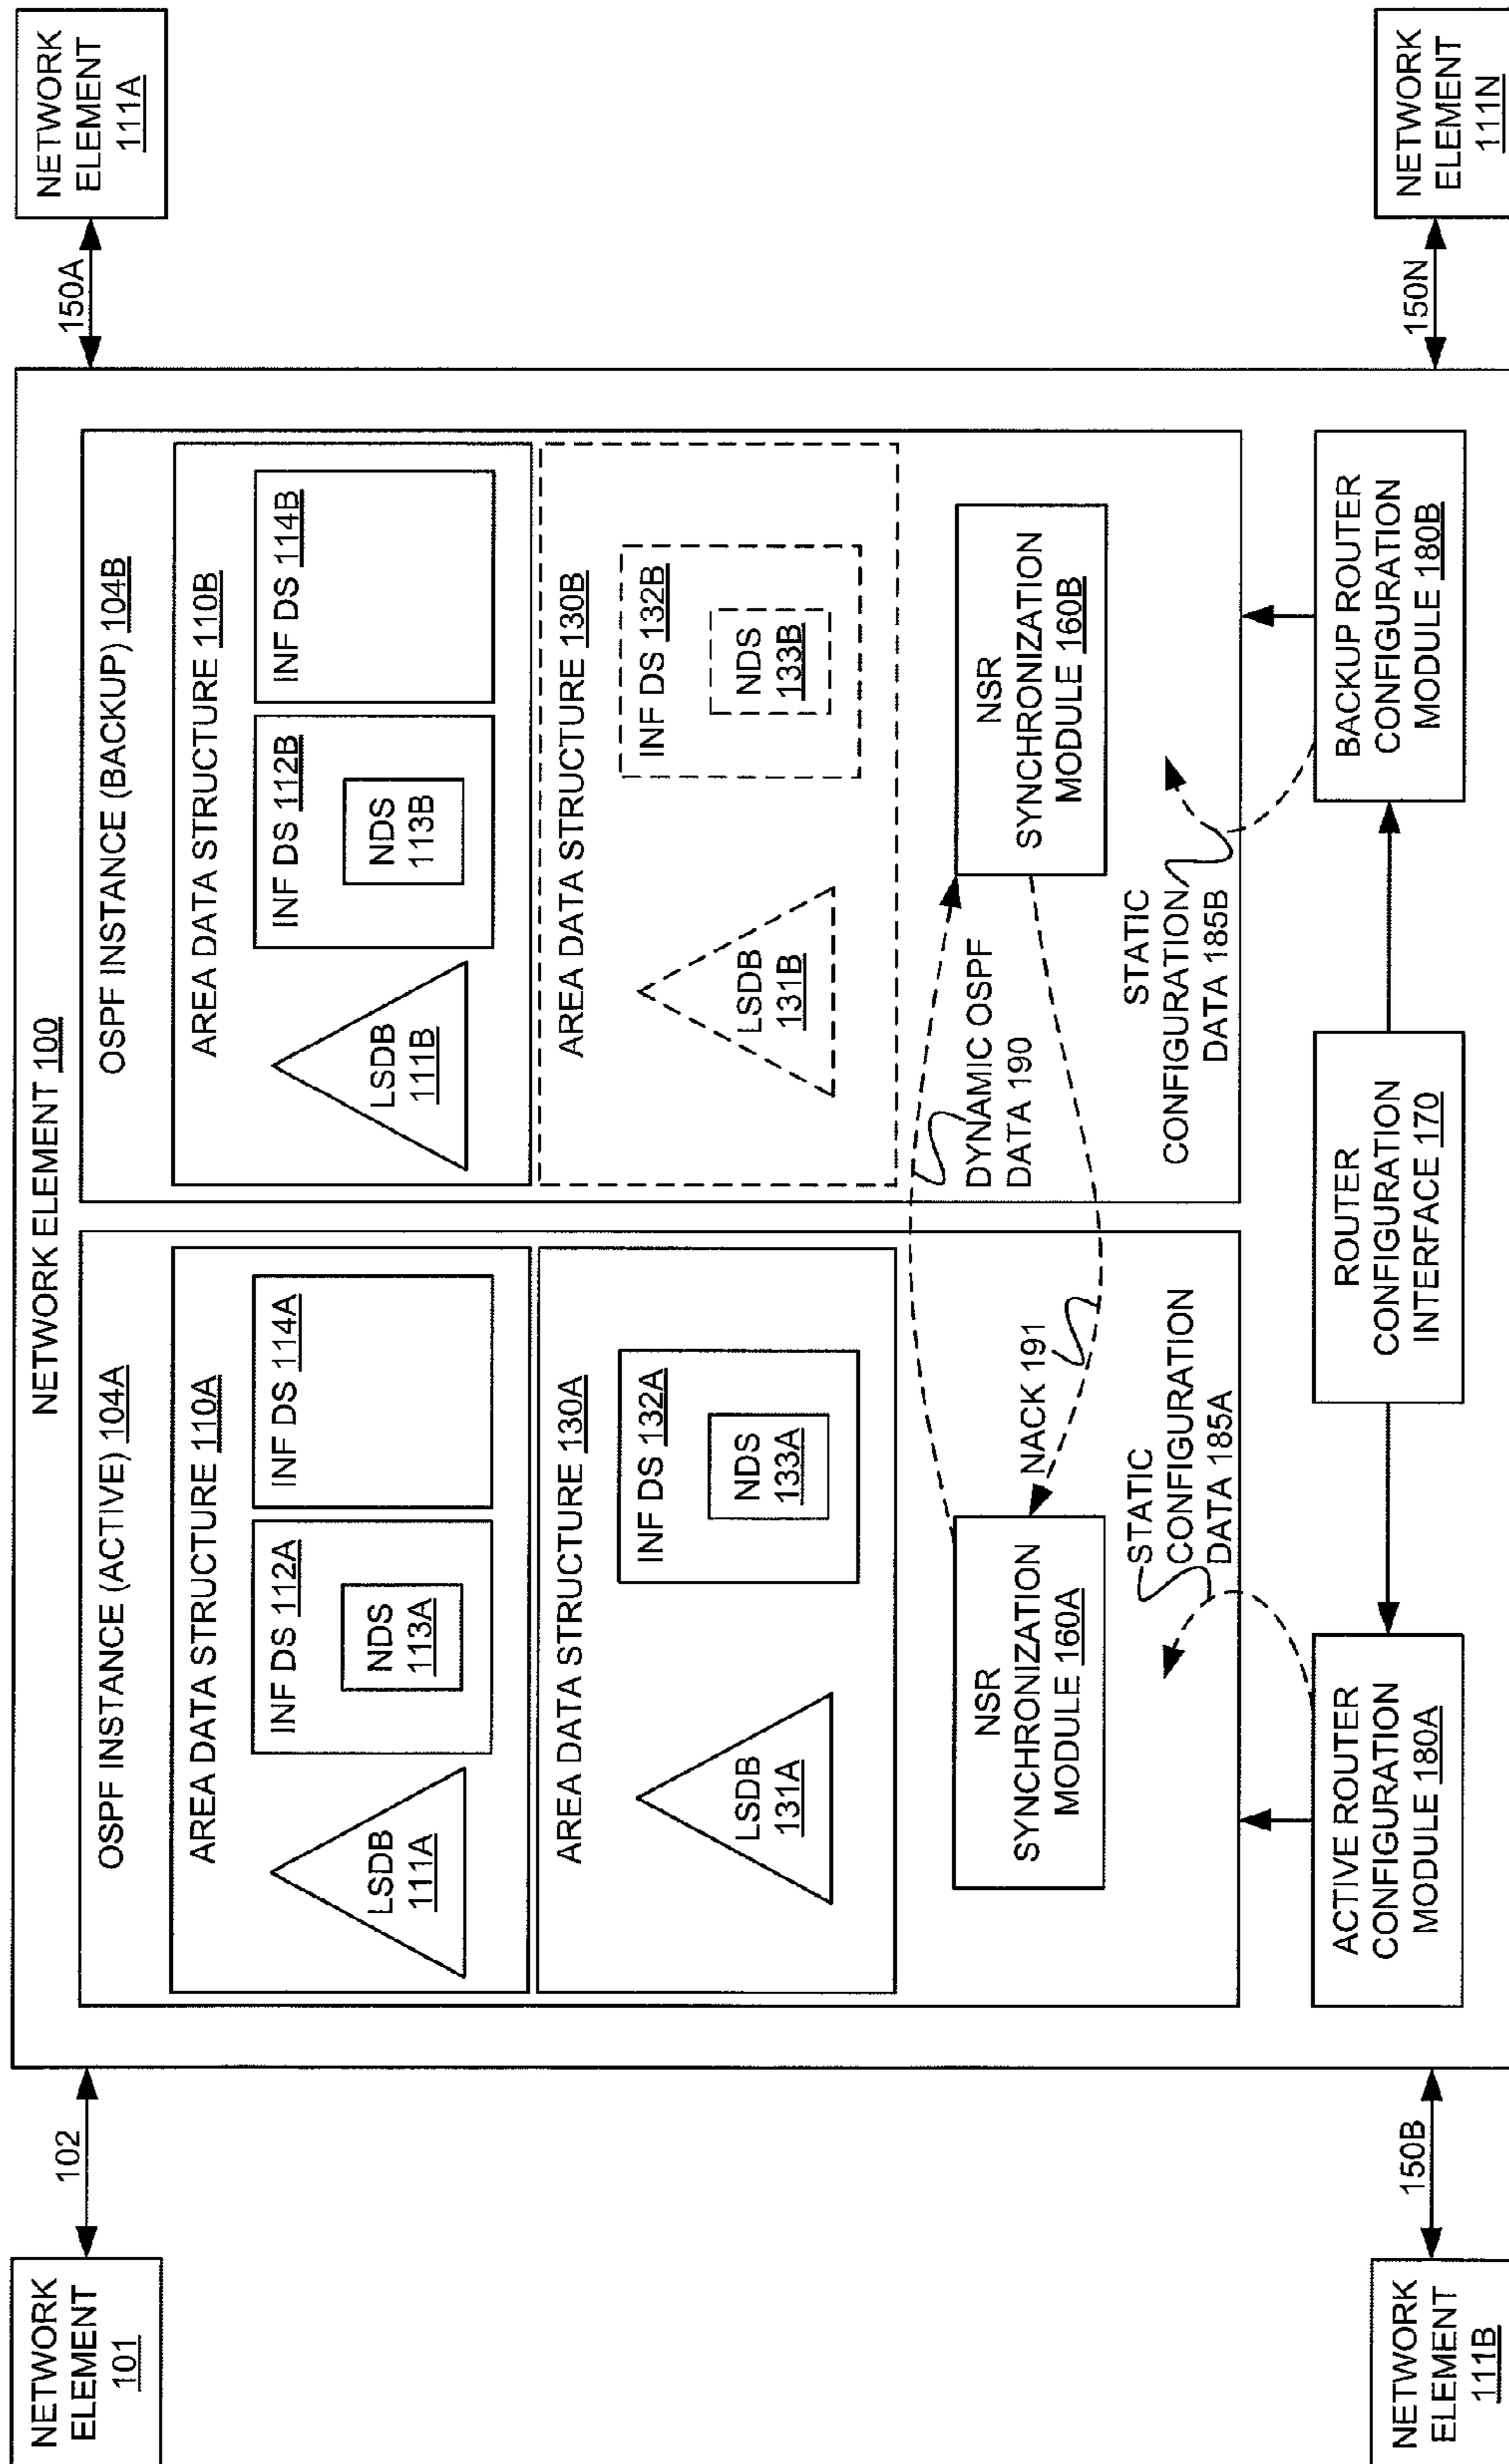 NETWORK
ELEMENT
101
102
NETWORK ELEMENT 100
150A
NETWORK
ELEMENT
111A
OSPF INSTANCE (ACTIVE) 104A
AREA DATA STRUCTURE 110A
LSDB
111A
INF DS 112A
NDS
113A
INF DS 114A
AREA DATA STRUCTURE 130A
LSDB
131A
INF DS 132A
NDS
133A
NSR
SYNCHRONIZATION
MODULE 160A
NACK 191
STATIC
CONFIGURATION
DATA 185A
OSPF INSTANCE (BACKUP) 104B
AREA DATA STRUCTURE 110B
LSDB
111B
INF DS 112B
NDS
113B
INF DS 114B
AREA DATA STRUCTURE 130B
LSDB
131B
INF DS 132B
NDS
133B
DYNAMIC OSPF
DATA 190
NSR
SYNCHRONIZATION
MODULE 160B
STATIC
CONFIGURATION
DATA 185B
NETWORK
ELEMENT
111B
150B
ACTIVE ROUTER
CONFIGURATION
MODULE 180A
ROUTER
CONFIGURATION
INTERFACE 170
BACKUP ROUTER
CONFIGURATION
MODULE 180B
150N
NETWORK
ELEMENT
111N